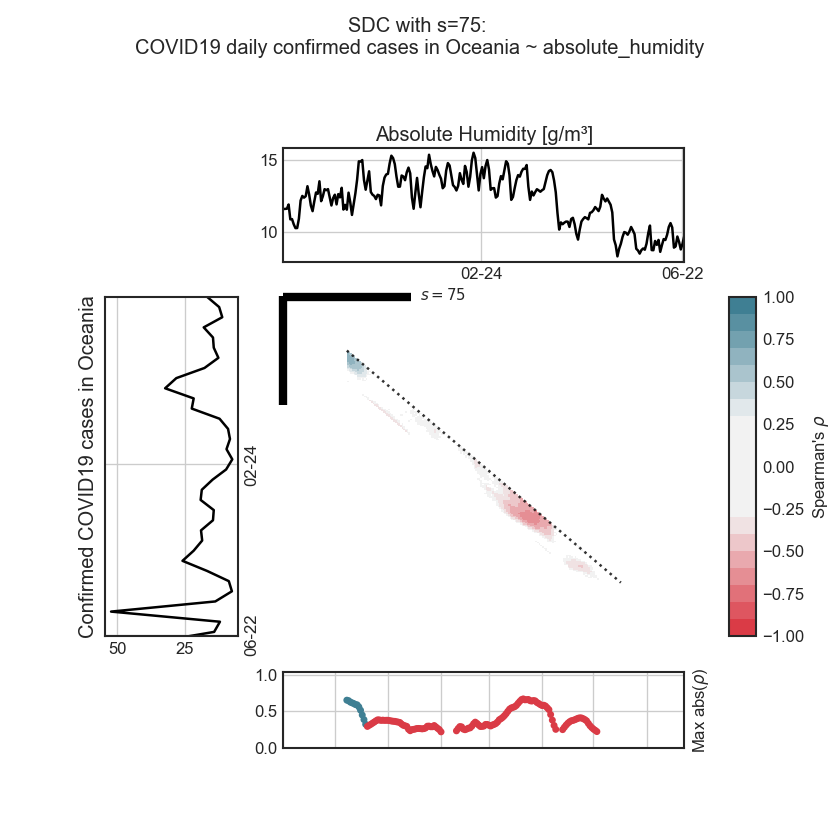 SDC with s=75:
COVID19 daily confirmed cases in Oceania ~ absolute_humidity
Absolute Humidity [g/m³]
15
10
02-24
06-22
s = 75
Confirmed COVID19 cases in Oceania
02-24
06-22
50
25
1.00
0.75
0.50
0.25
0.00
−0.25
−0.50
−0.75
−1.00
Spearman's ρ
1.0
0.5
0.0
Max abs(ρ)